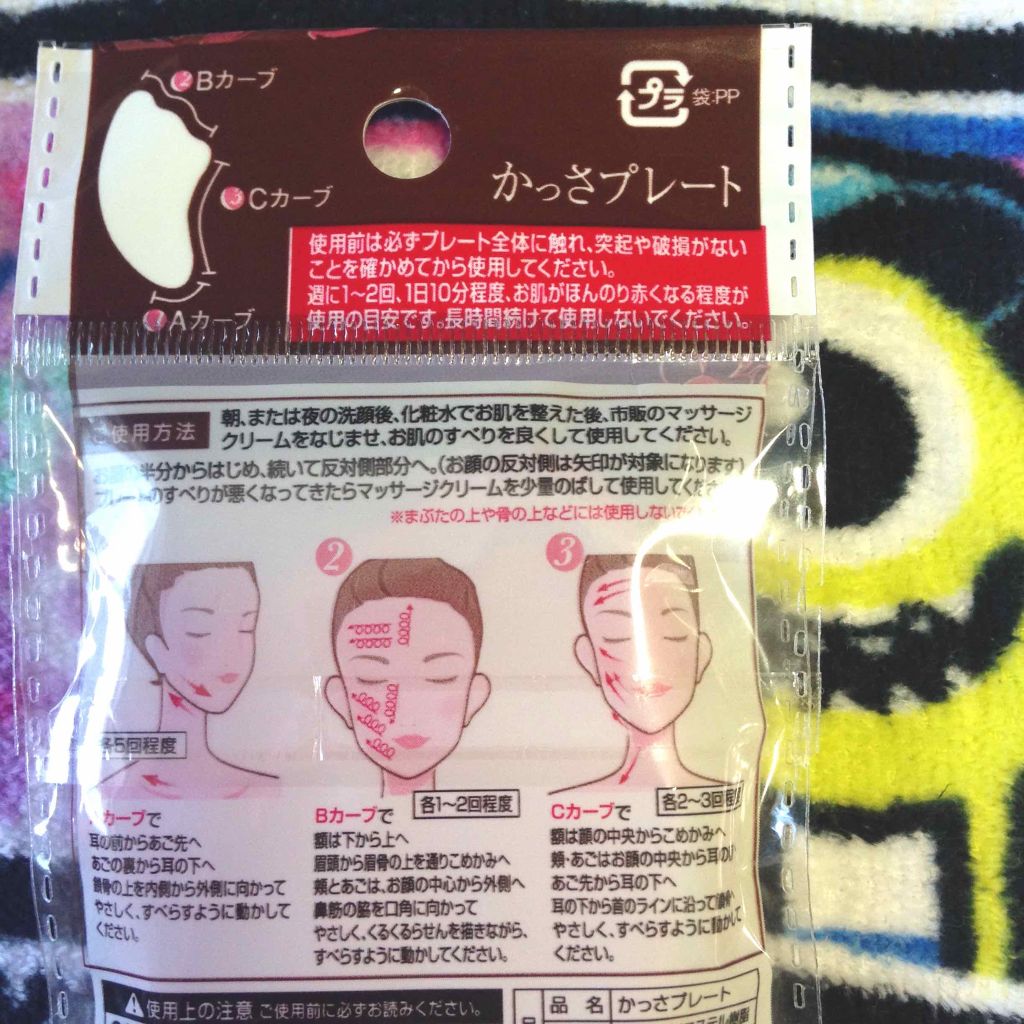 2 Bカーブ
プラ 袋:PP
3 Cカーブ
かっさプレート
1 Aカーブ
使用前は必ずプレート全体に触れ、突起や破損がない
ことを確かめてから使用してください。
週に1~2回、1日10分程度、お肌がほんのり赤くなる程度が
使用の目安です。長時間続けて使用しないでください。
ご使用方法
朝、または夜の洗顔後、化粧水でお肌を整えた後、市販のマッサージ
クリームをなじませ、お肌のすべりを良くして使用してください。
半分からはじめ、続いて反対側部分へ。(お顔の反対側は矢印が対象になります)
プレートのすべりが悪くなってきたらマッサージクリームを少量のばして使用してくだ
※まぶたの上や骨の上などには使用しないで
2
3
各5回程度
カーブで
耳の前からあご先へ
あごの裏から耳の下へ
鎖骨の上を内側から外側に向かって
やさしく、すべらすように動かして
ください。
Bカーブで
各1~2回程度
額は下から上へ
眉頭から眉骨の上を通りこめかみへ
頬とあごは、お顔の中心から外側へ
鼻筋の脇を口角に向かって
やさしく、くるくるらせんを描きながら、
すべらすように動かしてください。
Cカーブで
各2~3回程度
額は顔の中央からこめかみへ
頬・あごはお顔の中央から耳の
あご先から耳の下へ
耳の下から首のラインに沿って
やさしく、すべらすように動かして
ください。
使用上の注意 ご使用前に必ずお読みください。
品名 かっさプレート